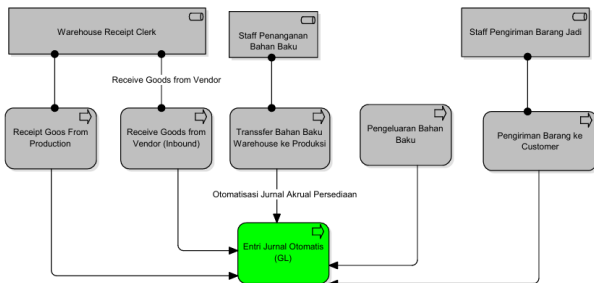 Warehouse Receipt Clerk
Staff Penanganan
Bahan Baku
Staff Pengiriman Barang Jadi
Receive Goods from Vendor
Receipt Goos From
Production
Receive Goods from
Vendor (Inbound)
Transsfer Bahan Baku
Warehouse ke Produksi
Pengeluaran Bahan
Baku
Pengiriman Barang ke
Customer
Otomatisasi Jurnal Akrual Persediaan
Entri Jurnal Otomatis
(GL)